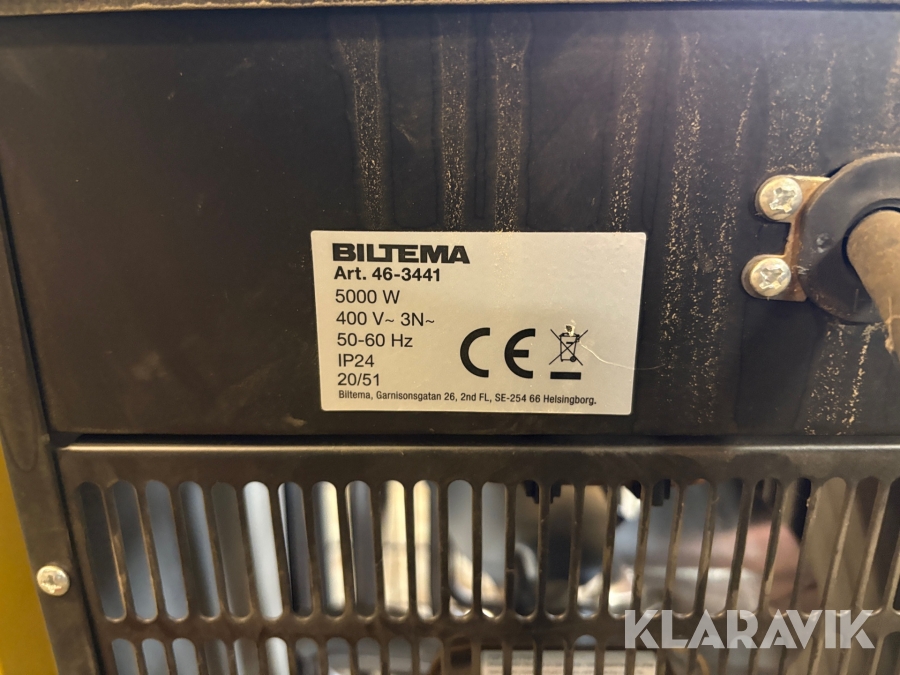 BILTEMA
Art. 46-3441
5000 W
400 V~ 3N~
50-60 Hz
IP24
20/51
CE
Biltema, Garnisonsgatan 26, 2nd FL, SE-254 66 Helsingborg.
KLARAVIK